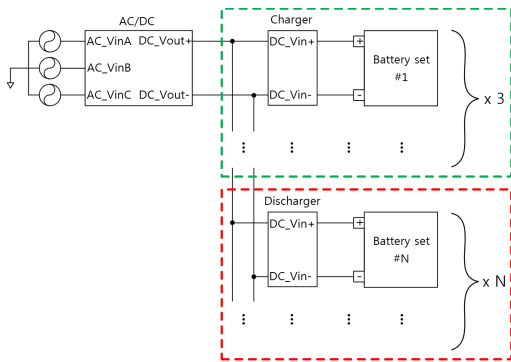 AC/DC
AC_VinA DC_Vout+
AC_VinB
AC_VinC DC_Vout-
Charger
DC_Vin+
DC_Vin-
+
-
Battery set
#1
x 3
Discharger
DC_Vin+
DC_Vin-
+
-
Battery set
#N
x N